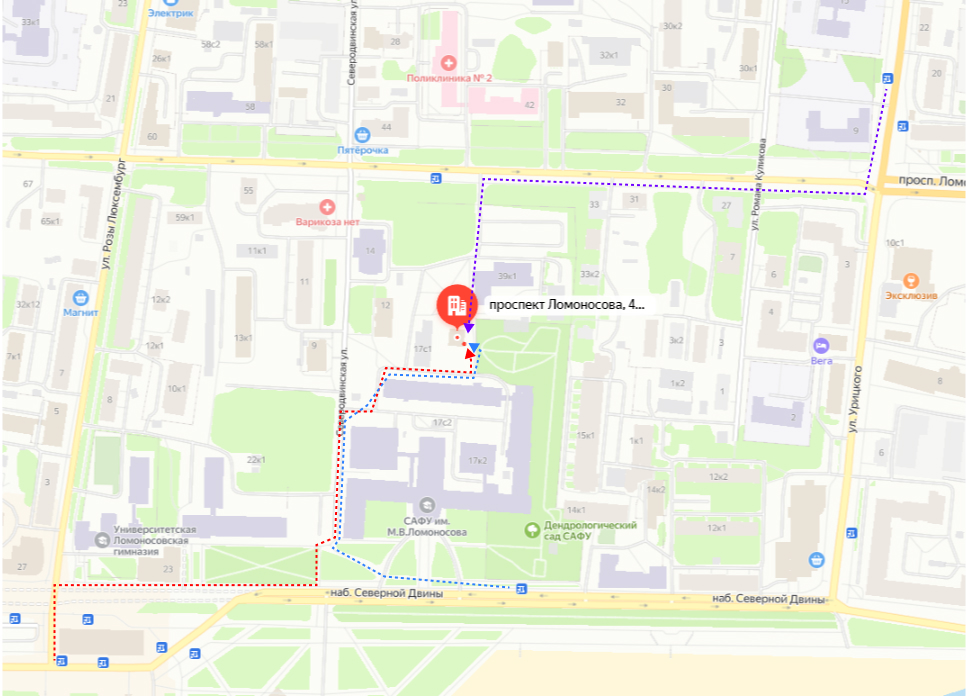 33к1
23
Электрик
58с2
58к1
26к1
21
58
60
Северодвинская ул.
28
Поликлиника № 2
42
44
Пятёрочка
30к2
32к1
30к1
32
30
22
20
9
просп. Ломо
67
65к1
ул. Розы Люксембург
59к1
55
Варикоза нет
11к1
14
33
31
27
ул. Романа Куликова
10с1
7
3
6
39к1
33к2
проспект Ломоносова, 4...
Эксклюзив
32к12
Магнит
12к2
11
12
4
12к1
13к1
9
17с1
3к2
3
Вега
7к1
7
10к1
8
5
Северодвинская ул.
1к2
1
2
8
ул. Урицкого
17с2
15к1
1к1
6
22к1
17к2
12к2
3
14к2
САФУ им.
М.В.Ломоносова
14к1
Университетская
Ломоносовская
гимназия
Дендрологический
сад САФУ
12к1
27
23
наб. Северной Двины
наб. Северной Двины